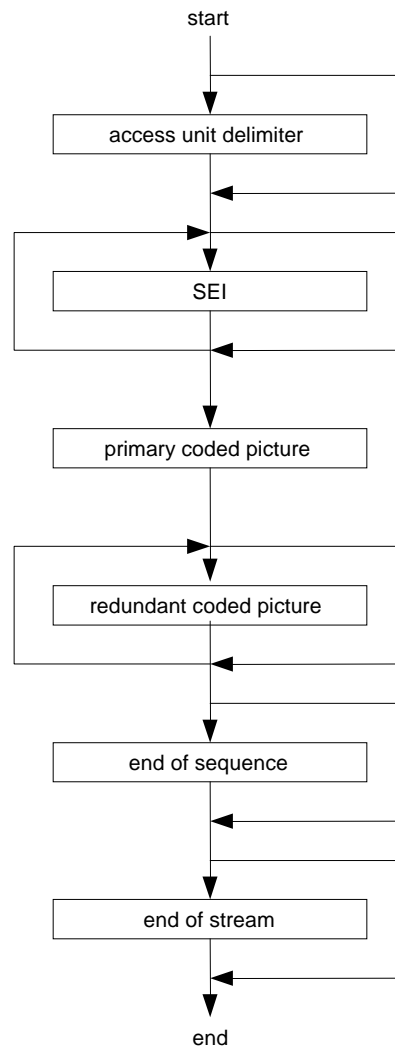 start
access unit delimiter
SEI
primary coded picture
redundant coded picture
end of sequence
end of stream
end